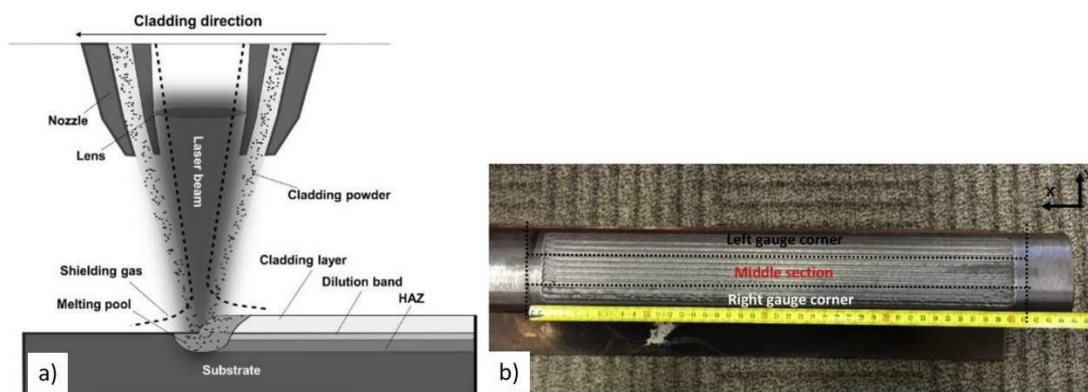 Cladding direction
Nozzle
Lens
Laser beam
Cladding powder
Shielding gas
Cladding layer
Dilution band
Melting pool
HAZ
Substrate
a)
x
Left gauge corner
Middle section
Right gauge corner
b)